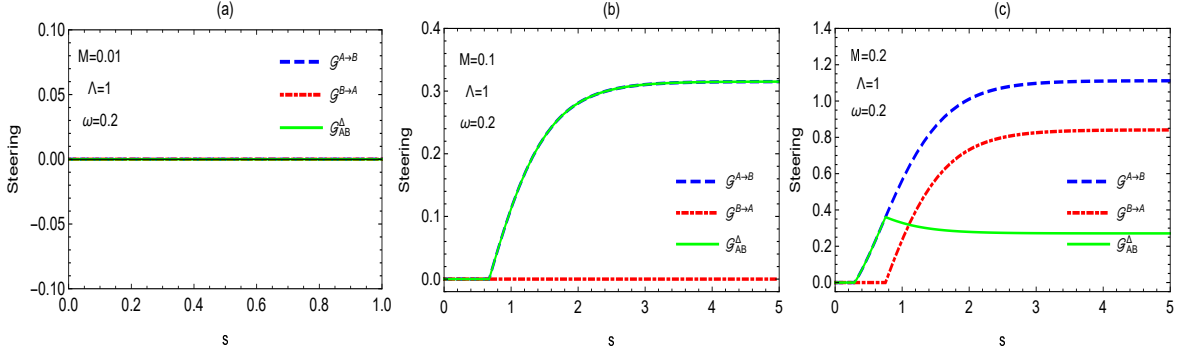 (a)
Steering
0.10
0.05
0.00
-0.05
-0.10
M=0.01
Λ=1
ω=0.2
𝒢^{A→B}
𝒢^{B→A}
𝒢^Δ_{AB}
0.0 0.2 0.4 0.6 0.8 1.0
s
(b)
Steering
0.4
0.3
0.2
0.1
0.0
M=0.1
Λ=1
ω=0.2
𝒢^{A→B}
𝒢^{B→A}
𝒢^Δ_{AB}
0 1 2 3 4 5
s
(c)
Steering
1.4
1.2
1.0
0.8
0.6
0.4
0.2
0.0
M=0.2
Λ=1
ω=0.2
𝒢^{A→B}
𝒢^{B→A}
𝒢^Δ_{AB}
0 1 2 3 4 5
s